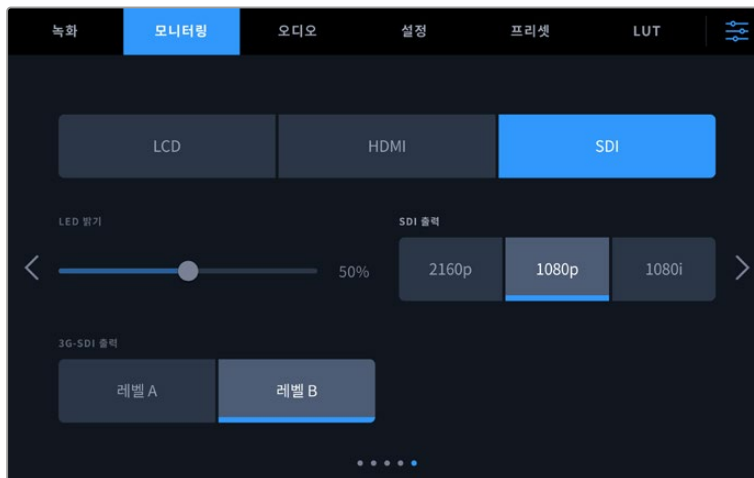 녹화 모니터링 오디오 설정 프리셋 LUT
LCD HDMI SDI
LED 밝기 SDI 출력
50% 2160p 1080p 1080i
3G-SDI 출력
레벨 A 레벨 B